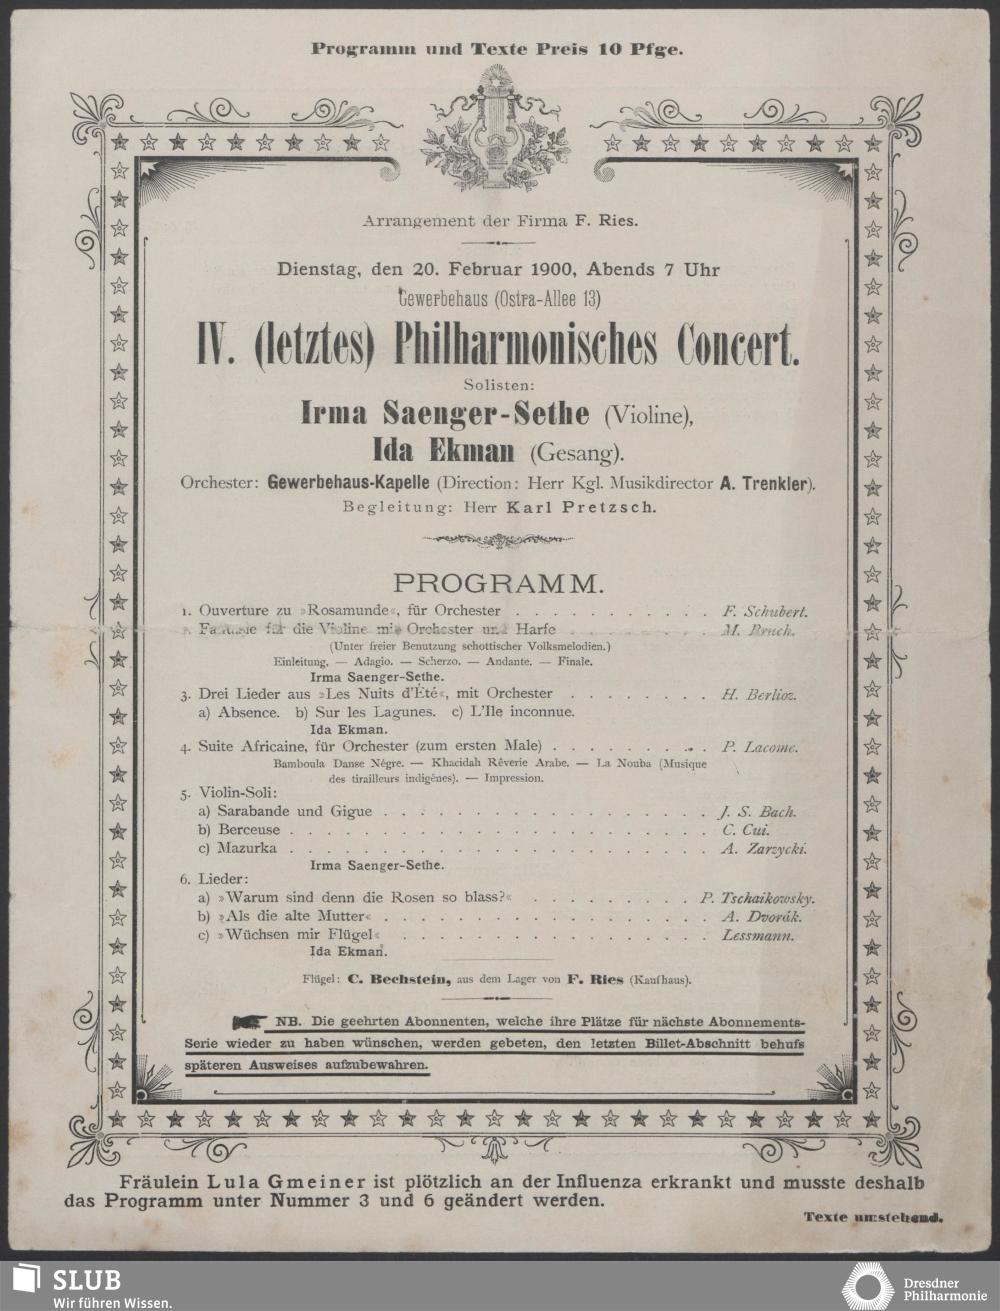 Programm und Texte Preis 10 Pfge.
Arrangement der Firma F. Ries.
Dienstag, den 20. Februar 1900, Abends 7 Uhr
Gewerbehaus (Ostra-Allee 13)
IV. (letztes) Philharmonisches Concert.
Solisten:
Irma Saenger-Sethe (Violine),
Ida Ekman (Gesang).
Orchester: Gewerbehaus-Kapelle (Direction: Herr Kgl. Musikdirector A. Trenkler).
Begleitung: Herr Karl Pretzsch.
PROGRAMM.
1. Ouverture zu »Rosamunde«, für Orchester . . . . . . . . . . . F. Schubert.
2. Fantasie für die Violine mit Orchester und Harfe . . . . . . . . M. Bruch.
(Unter freier Benutzung schottischer Volksmelodien.)
Einleitung. — Adagio. — Scherzo. — Andante. — Finale.
Irma Saenger-Sethe.
3. Drei Lieder aus »Les Nuits d'Été«, mit Orchester . . . . . . . . H. Berlioz.
a) Absence. b) Sur les Lagunes. c) L'Ile inconnue.
Ida Ekman.
4. Suite Africaine, für Orchester (zum ersten Male) . . . . . . . . . P. Lacome.
Bamboula Danse Négre. — Khacidah Rêverie Arabe. — La Nouba (Musique
des tirailleurs indigênes). — Impression.
5. Violin-Soli:
a) Sarabande und Gigue . . . . . . . . . . . . . . . . . . J. S. Bach.
b) Berceuse . . . . . . . . . . . . . . . . . . . . . . . C. Cui.
c) Mazurka . . . . . . . . . . . . . . . . . . . . . . . A. Zarzycki.
Irma Saenger-Sethe.
6. Lieder:
a) »Warum sind denn die Rosen so blass?« . . . . . . . . . P. Tschaikowsky.
b) »Als die alte Mutter« . . . . . . . . . . . . . . . . . . A. Dvorák.
c) »Wüchsen mir Flügel« . . . . . . . . . . . . . . . . . Lessmann.
Ida Ekman.
Flügel: C. Bechstein, aus dem Lager von F. Ries (Kaufhaus).
NB. Die geehrten Abonnenten, welche ihre Plätze für nächste Abonnements-
Serie wieder zu haben wünschen, werden gebeten, den letzten Billet-Abschnitt behufs
späteren Ausweises aufzubewahren.
Fräulein Lula Gmeiner ist plötzlich an der Influenza erkrankt und musste deshalb
das Programm unter Nummer 3 und 6 geändert werden.
Texte umstehend.
SLUB
Wir führen Wissen.
Dresdner
Philharmonie